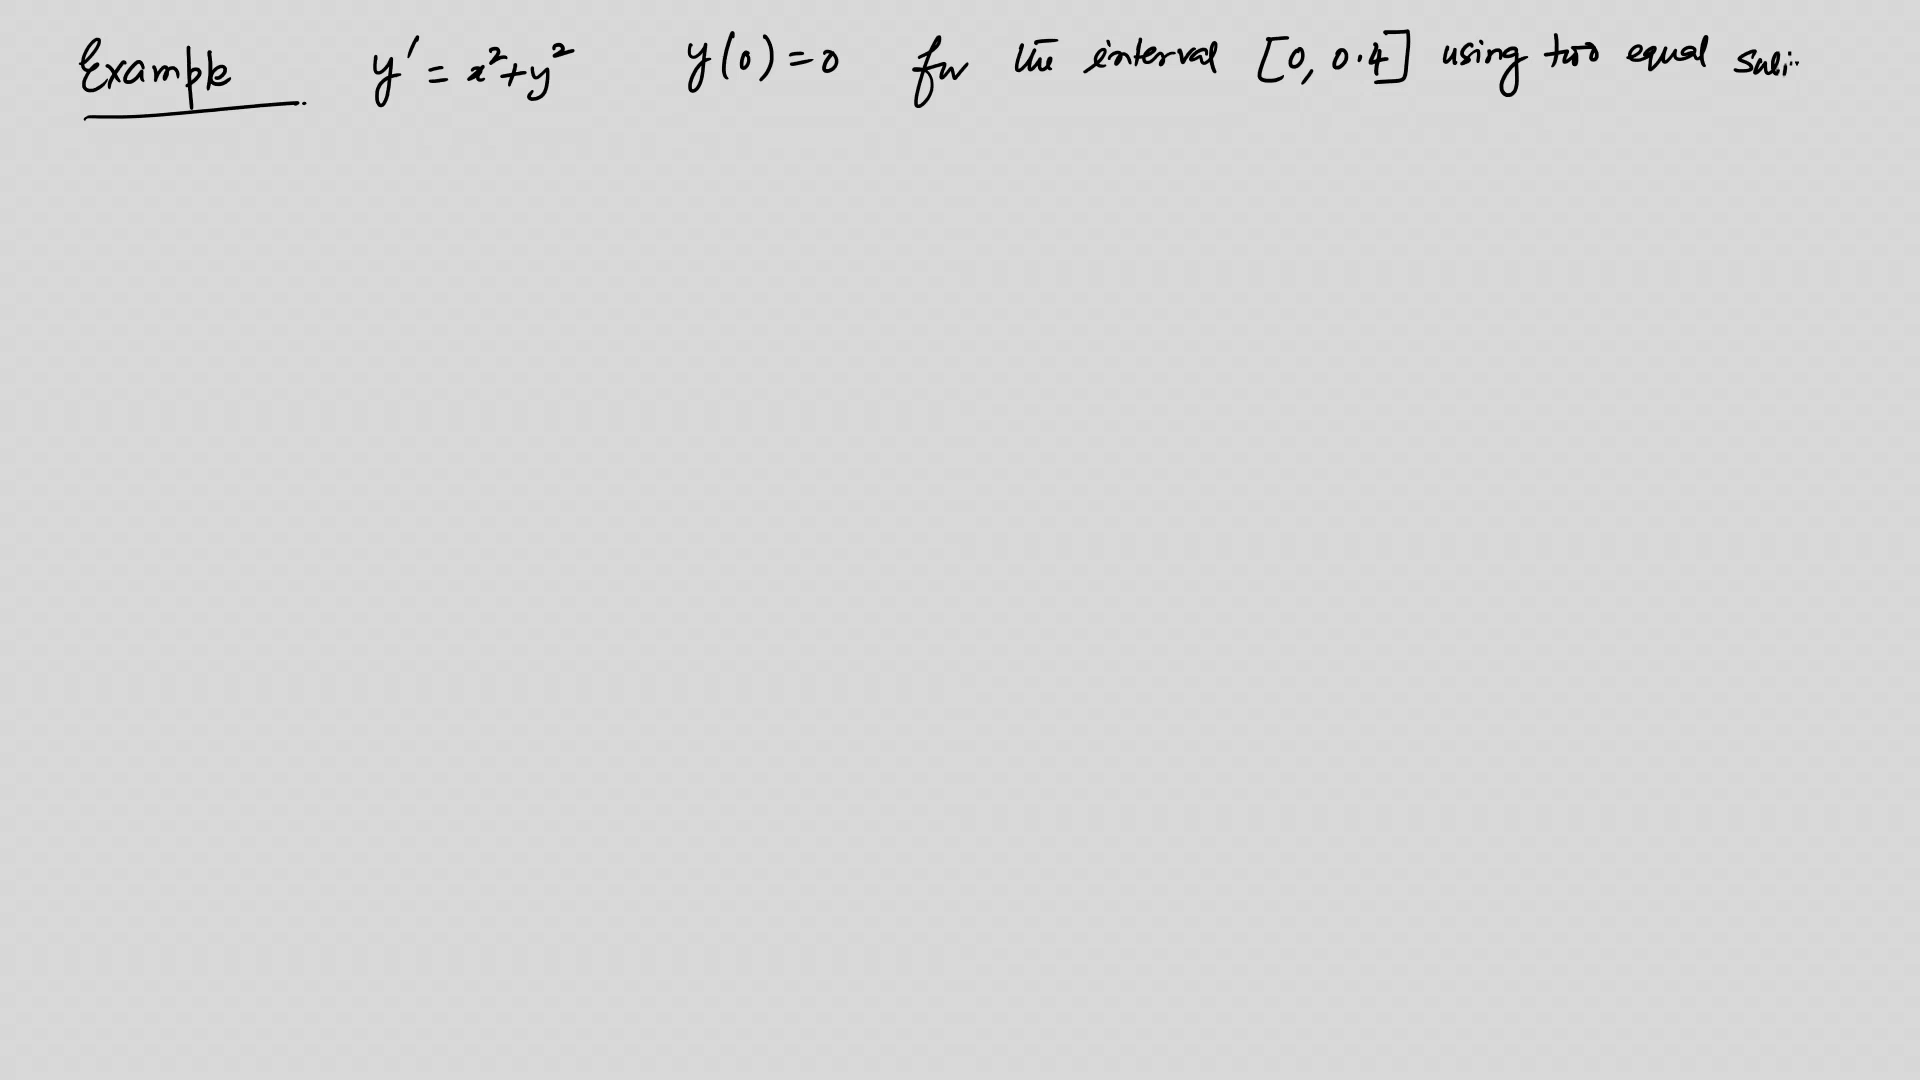 Example y′ = x²+y² y(0)=0 for the interval [0, 0.4] using two equal